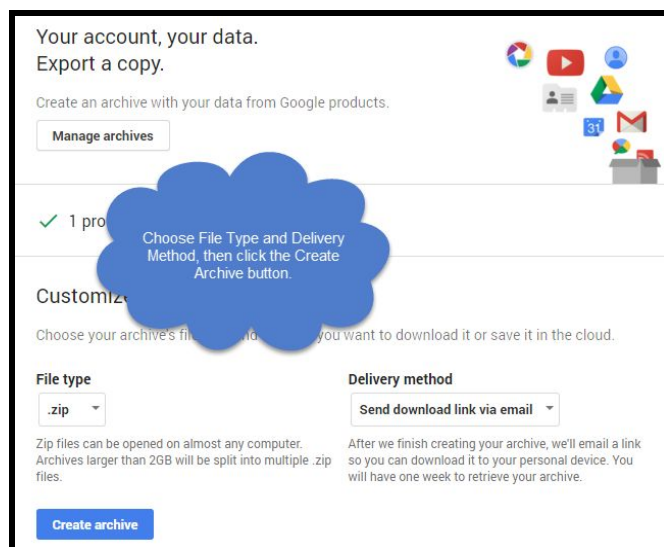 Your account, your data.
Export a copy.
Create an archive with your data from Google products.
Manage archives
31
1 pro
Choose File Type and Delivery
Method, then click the Create
Archive button.
Customize
Choose your archive's you want to download it or save it in the cloud.
File type
Delivery method
.zip
Send download link via email
Zip files can be opened on almost any computer.
Archives larger than 2GB will be split into multiple .zip
files.
After we finish creating your archive, we'll email a link
so you can download it to your personal device. You
will have one week to retrieve your archive.
Create archive